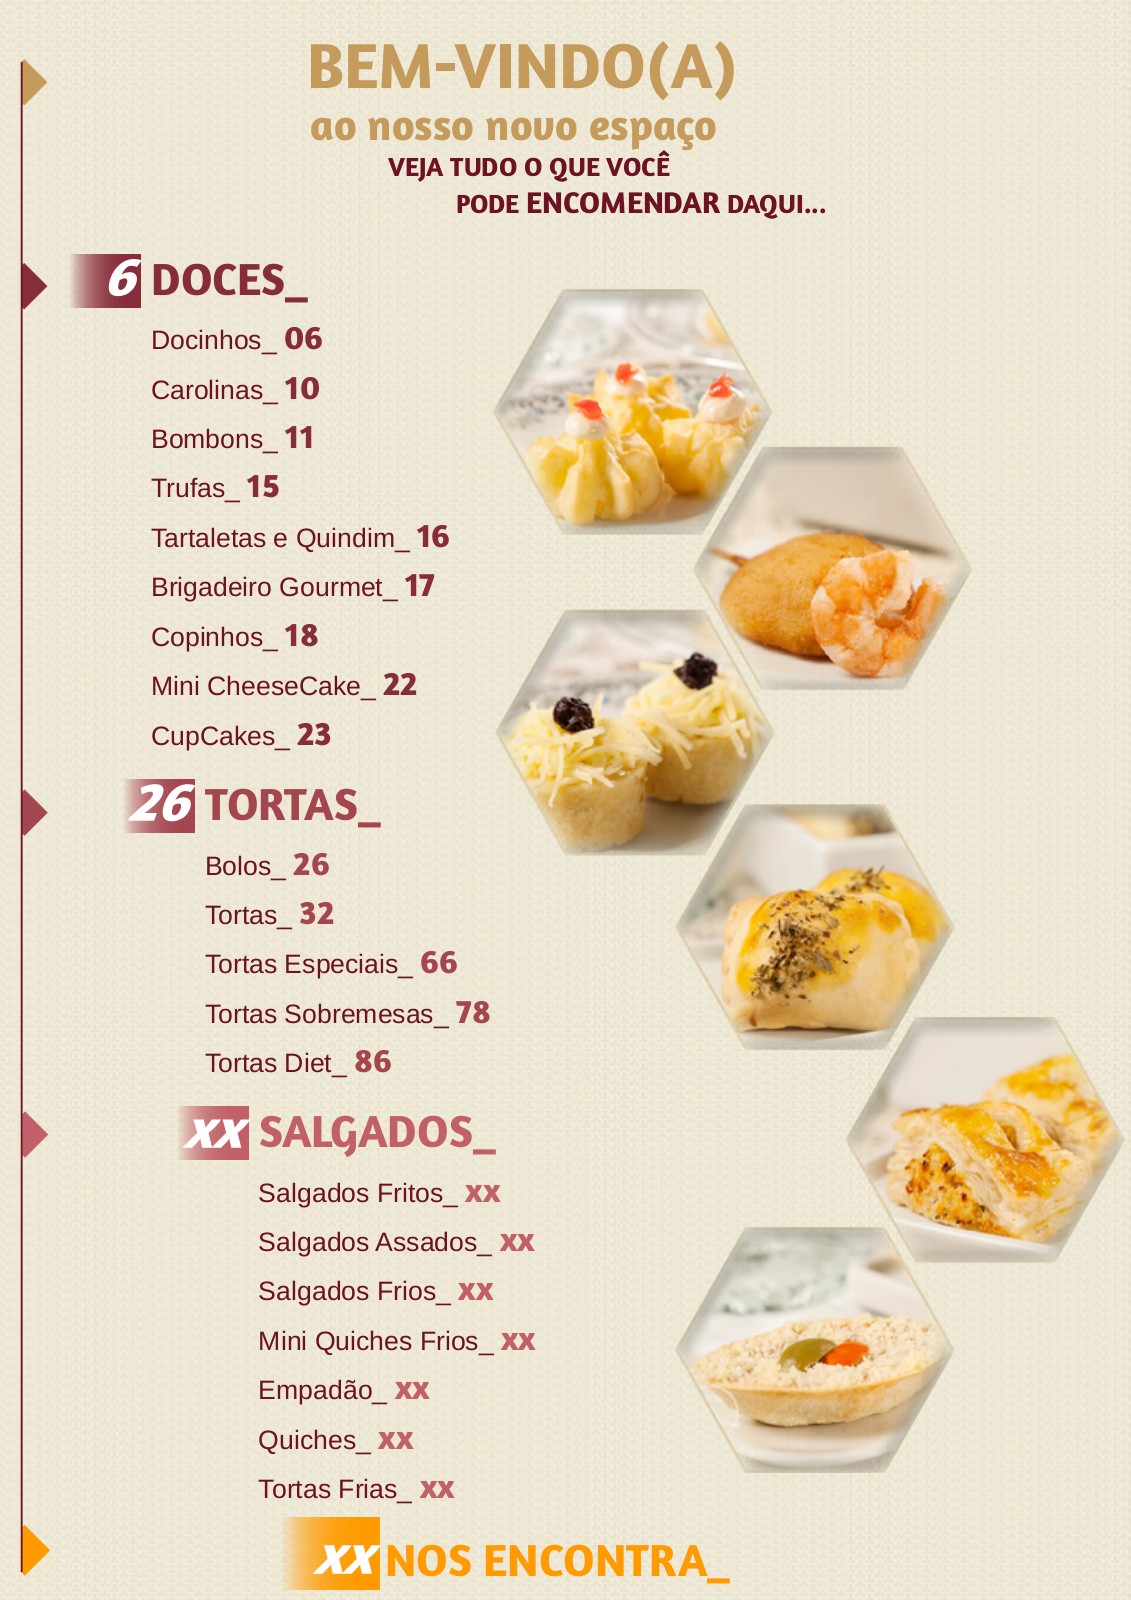 BEM-VINDO(A)
ao nosso novo espaço
VEJA TUDO O QUE VOCÊ
PODE ENCOMENDAR DAQUI...
6 DOCES_
Docinhos_ 06
Carolinas_ 10
Bombons_ 11
Trufas_ 15
Tartaletas e Quindim_ 16
Brigadeiro Gourmet_ 17
Copinhos_ 18
Mini CheeseCake_ 22
CupCakes_ 23
26 TORTAS_
Bolos_ 26
Tortas_ 32
Tortas Especiais_ 66
Tortas Sobremesas_ 78
Tortas Diet_ 86
xx SALGADOS_
Salgados Fritos_ xx
Salgados Assados_ xx
Salgados Frios_ xx
Mini Quiches Frios_ xx
Empadão_ xx
Quiches_ xx
Tortas Frias_ xx
xx NOS ENCONTRA_